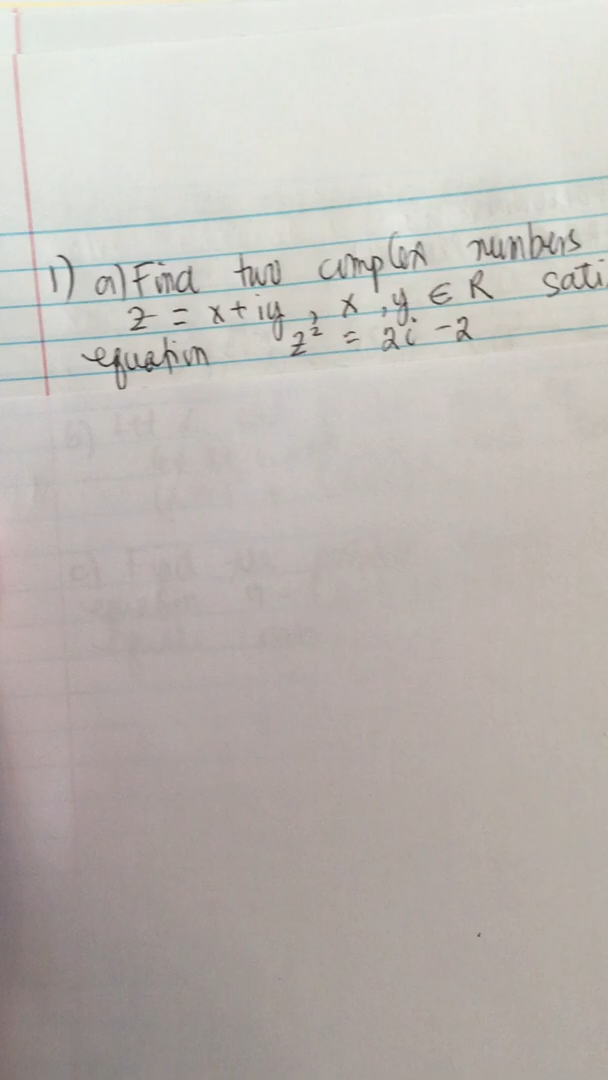 1) a) Find two complex numbers
z = x + iy, x, y ∈ R sati
equation z² = 2i - 2